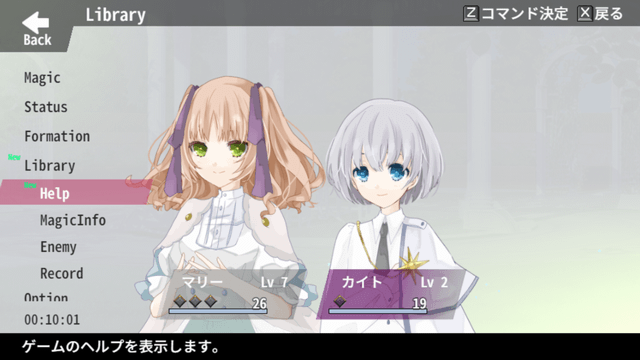 Back
Library
Z コマンド決定 X 戻る
Magic
Status
Formation
New
Library
New
Help
MagicInfo
Enemy
Record
Option
マリー Lv 7
26
カイト Lv 2
19
00:10:01
ゲームのヘルプを表示します。